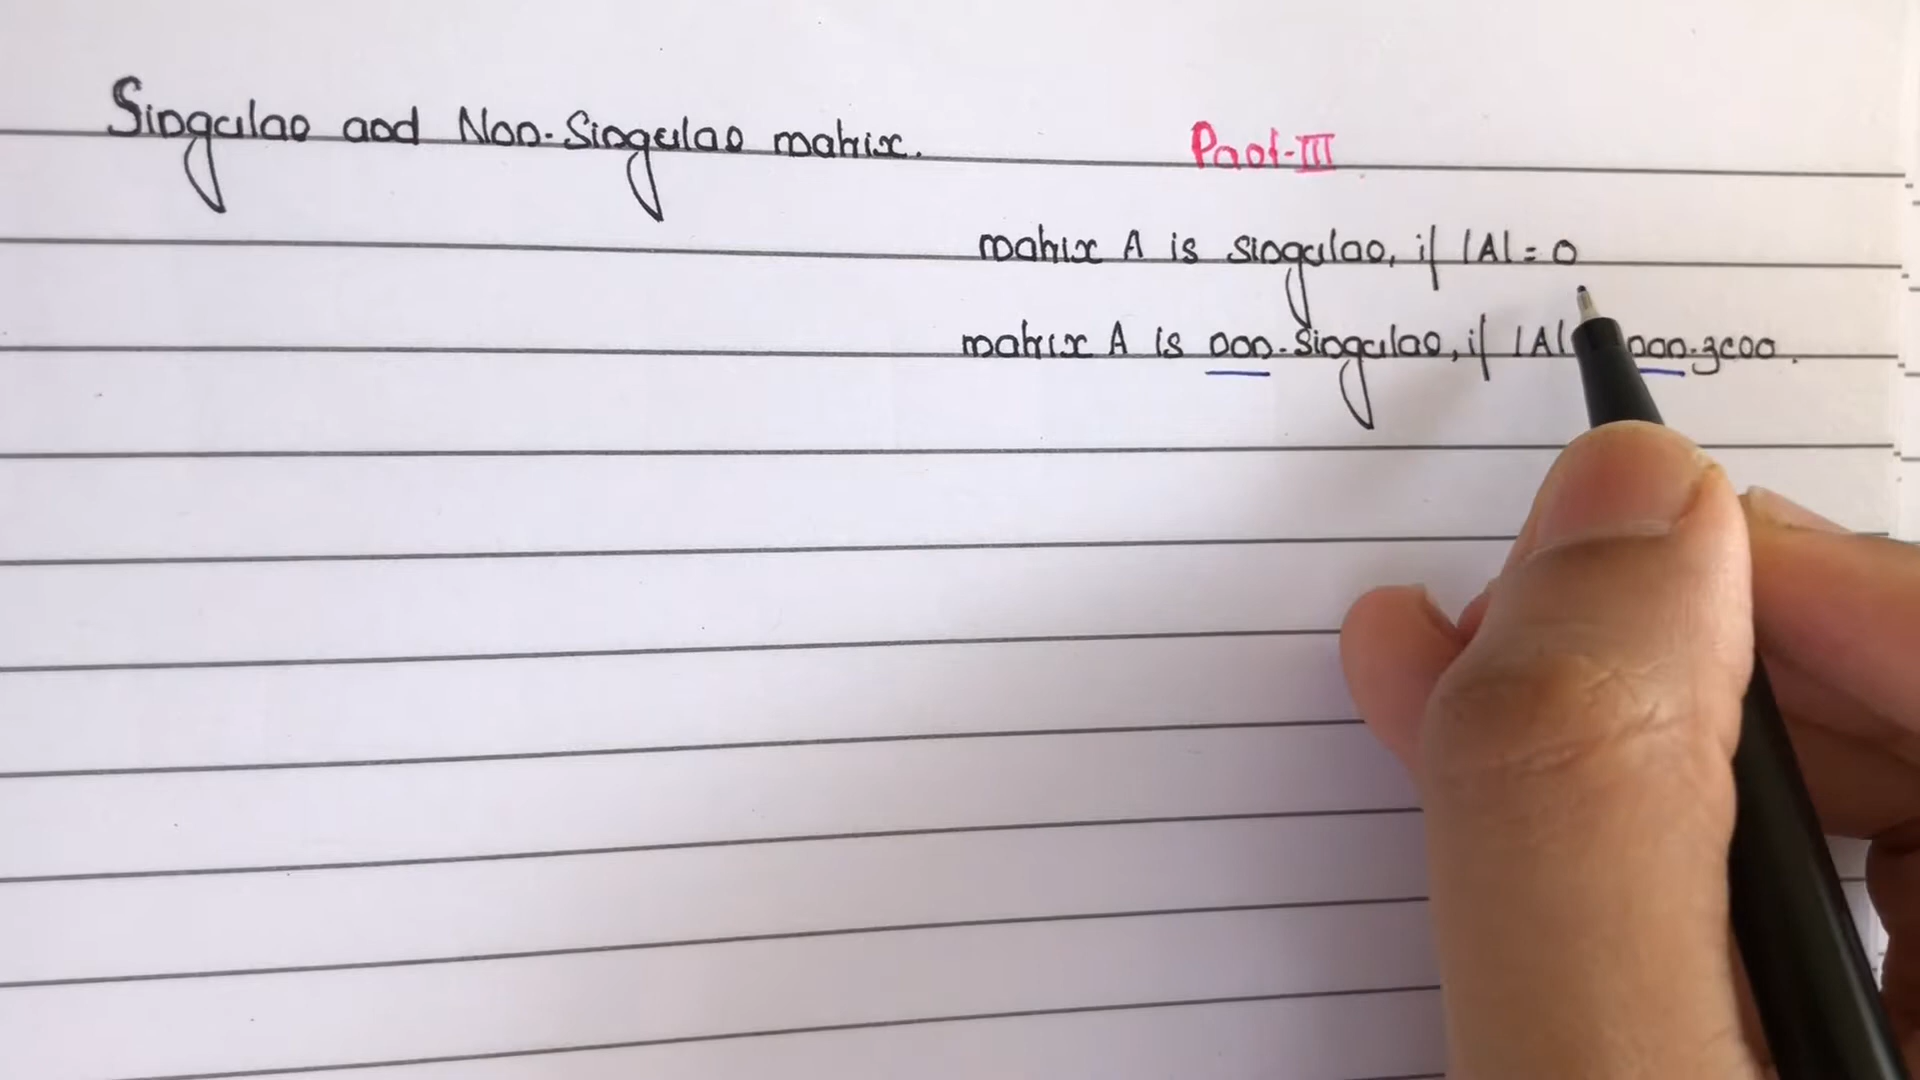 Singular and Non-Singular matrix.
Part-III
matrix A is singular, if |A| = 0
matrix A is non-singular, if |A| non-zero.